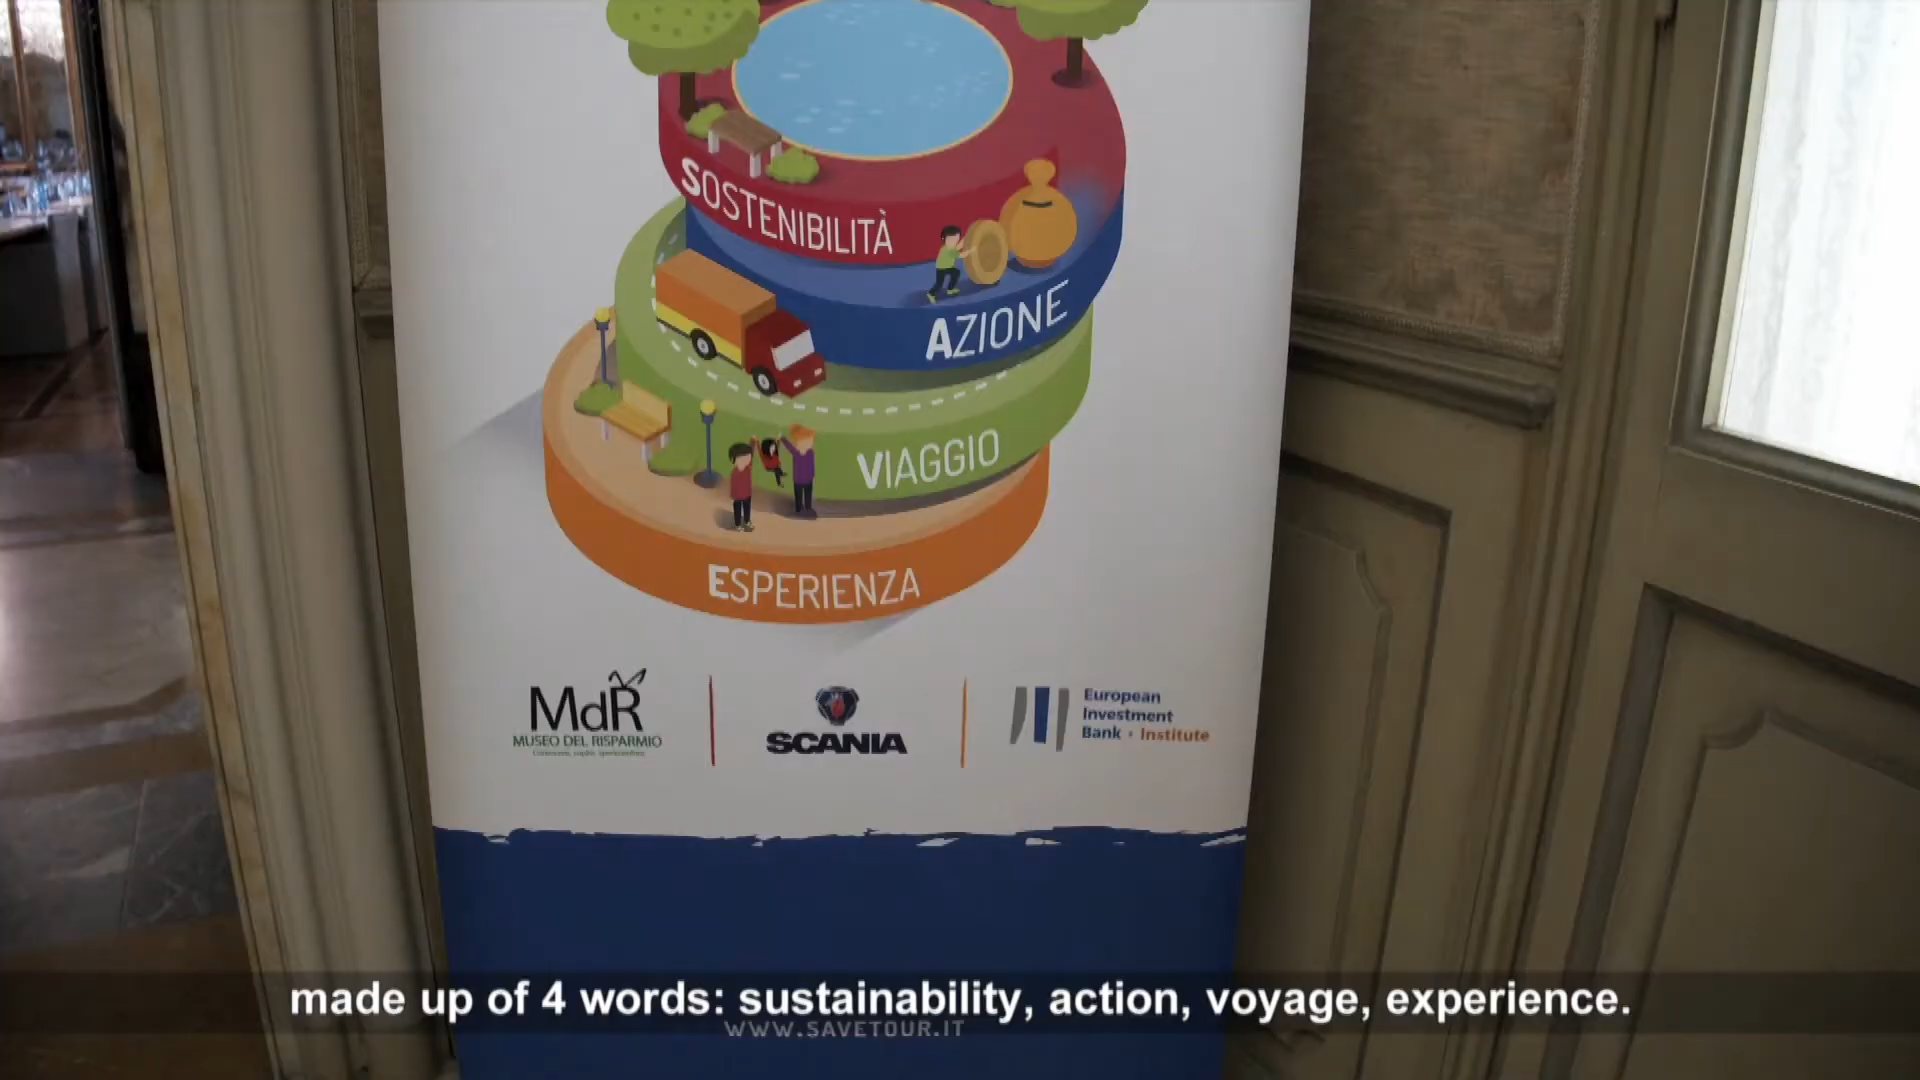 SOSTENIBILITÀ
AZIONE
VIAGGIO
ESPERIENZA
MdR
MUSEO DEL RISPARMIO
SCANIA
European
Investment
Bank • Institute
made up of 4 words: sustainability, action, voyage, experience.
WWW.SAVETOUR.IT